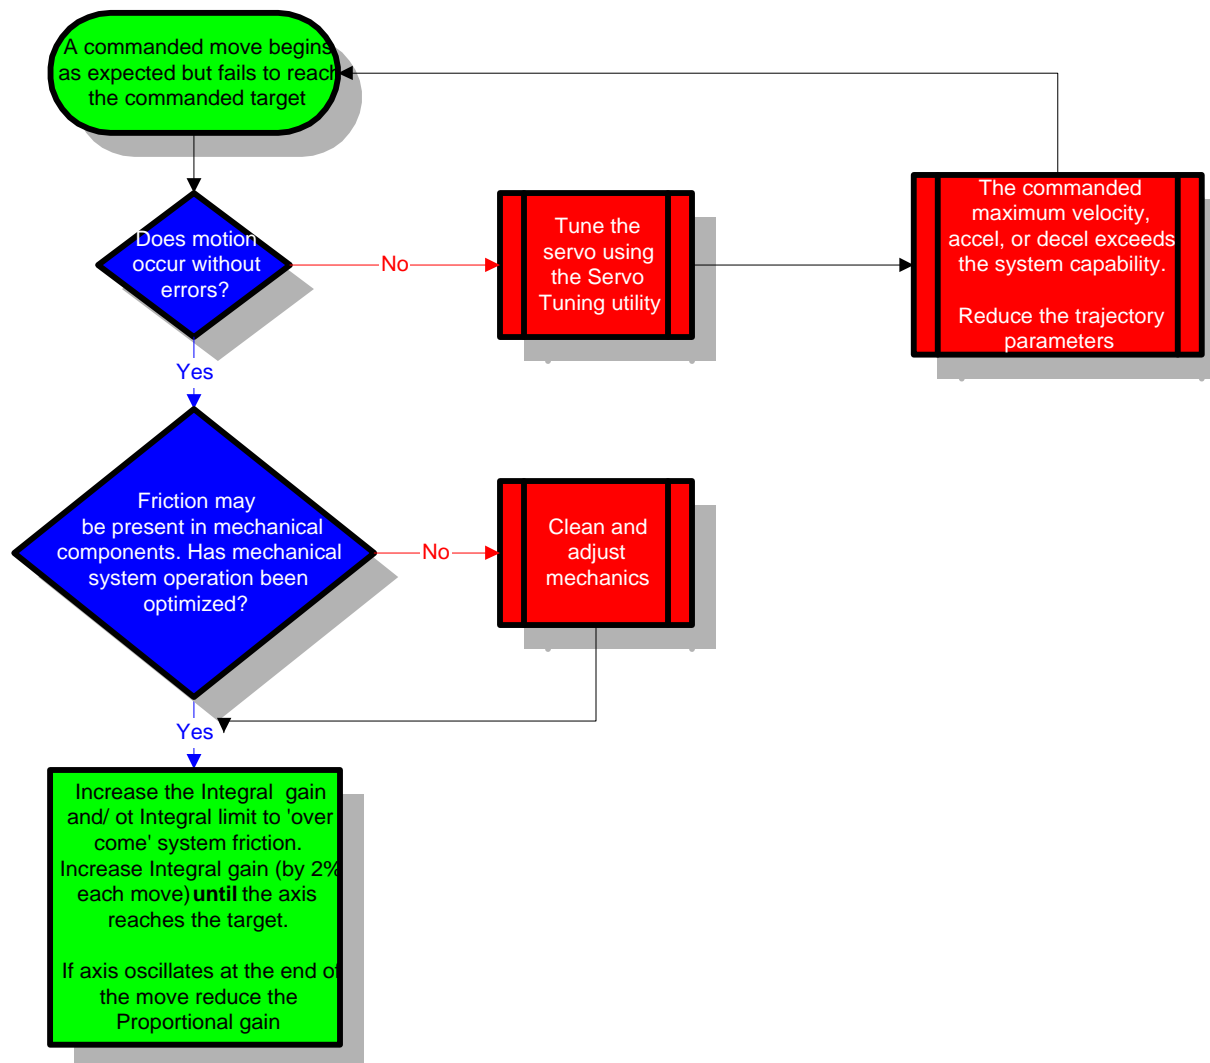 A commanded move begins
as expected but fails to reach
the commanded target
Does motion
occur without
errors?
No
Tune the
servo using
the Servo
Tuning utility
The commanded
maximum velocity,
accel, or decel exceeds
the system capability.
Reduce the trajectory
parameters
Yes
Friction may
be present in mechanical
components. Has mechanical
system operation been
optimized?
No
Clean and
adjust
mechanics
Yes
Increase the Integral gain
and/ ot Integral limit to 'over
come' system friction.
Increase Integral gain (by 2%
each move) until the axis
reaches the target.
If axis oscillates at the end of
the move reduce the
Proportional gain